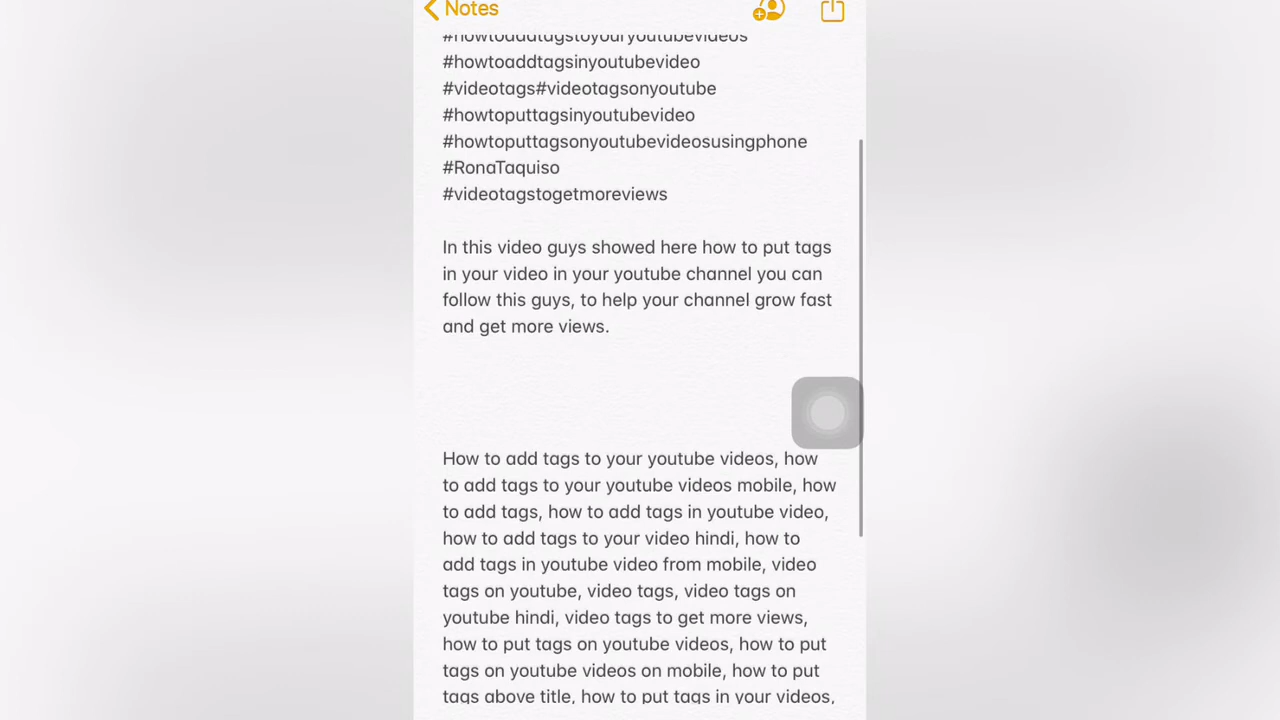 Notes
#howtoaddtagstoyouryoutubevideos
#howtoaddtagsinyoutubevideo
#videotags#videotagsonyoutube
#howtoputtagsinyoutubevideo
#howtoputtagsonyoutubevideosusingphone
#RonaTaquiso
#videotagstogetmoreviews
In this video guys showed here how to put tags
in your video in your youtube channel you can
follow this guys, to help your channel grow fast
and get more views.
How to add tags to your youtube videos, how
to add tags to your youtube videos mobile, how
to add tags, how to add tags in youtube video,
how to add tags to your video hindi, how to
add tags in youtube video from mobile, video
tags on youtube, video tags, video tags on
youtube hindi, video tags to get more views,
how to put tags on youtube videos, how to put
tags on youtube videos on mobile, how to put
tags above title, how to put tags in your videos,